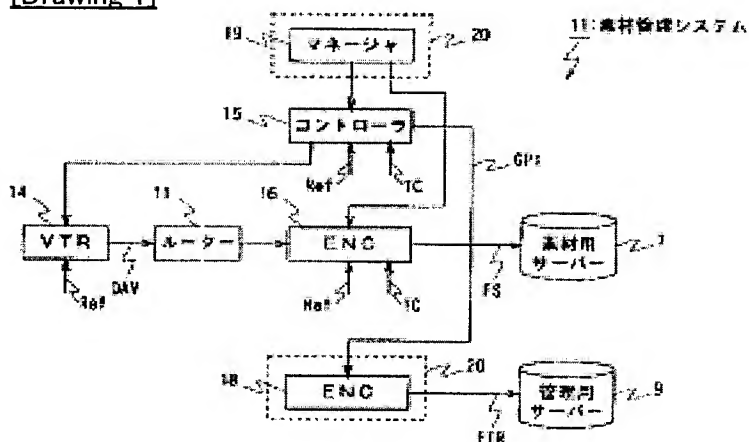 [Drawing 1]
11:素材管理システム
19
マネージャ
20
15
コントローラ
GPI
Ref
TC
14
VTR
13
ルーター
16
ENC
素材用
サーバー
7
DAV
Ref
Ref
TC
FS
18
ENC
20
管理用
サーバー
9
FTR